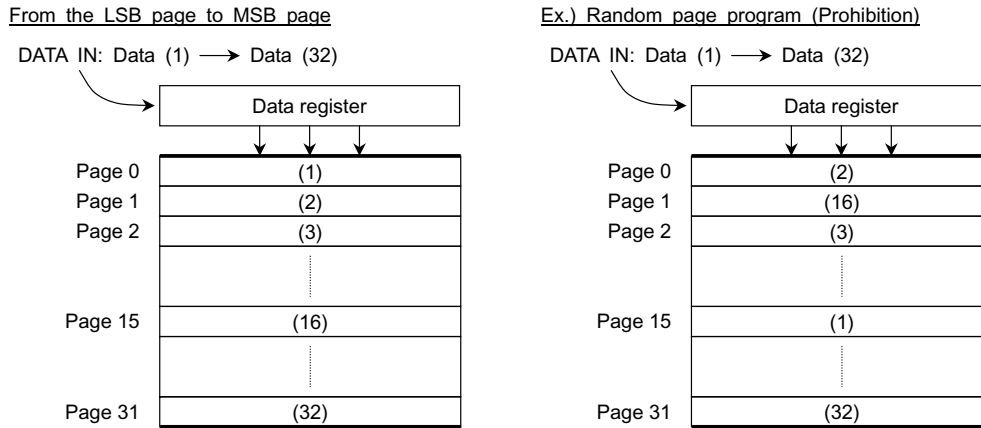 From the LSB page to MSB page
DATA IN: Data (1) Data (32)
Data register
Page 0 (1)
Page 1 (2)
Page 2 (3)
Page 15 (16)
Page 31 (32)
Ex.) Random page program (Prohibition)
DATA IN: Data (1) Data (32)
Data register
Page 0 (2)
Page 1 (16)
Page 2 (3)
Page 15 (1)
Page 31 (32)